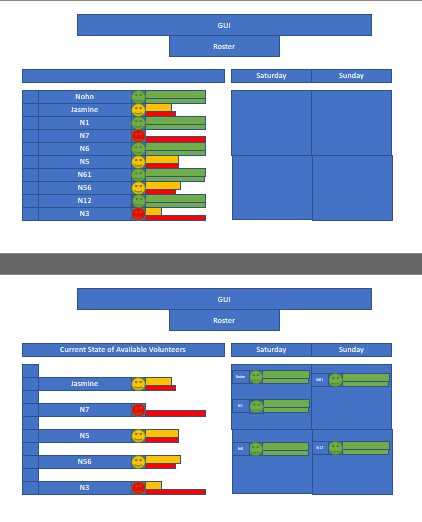 GUI
Roster
Saturday Sunday
Nohn
Jasmine
N1
N7
N6
N5
N61
N56
N12
N3
GUI
Roster
Current State of Available Volunteers Saturday Sunday
Nohn N61
Jasmine
N1
N7
N5
N6 N12
N56
N3